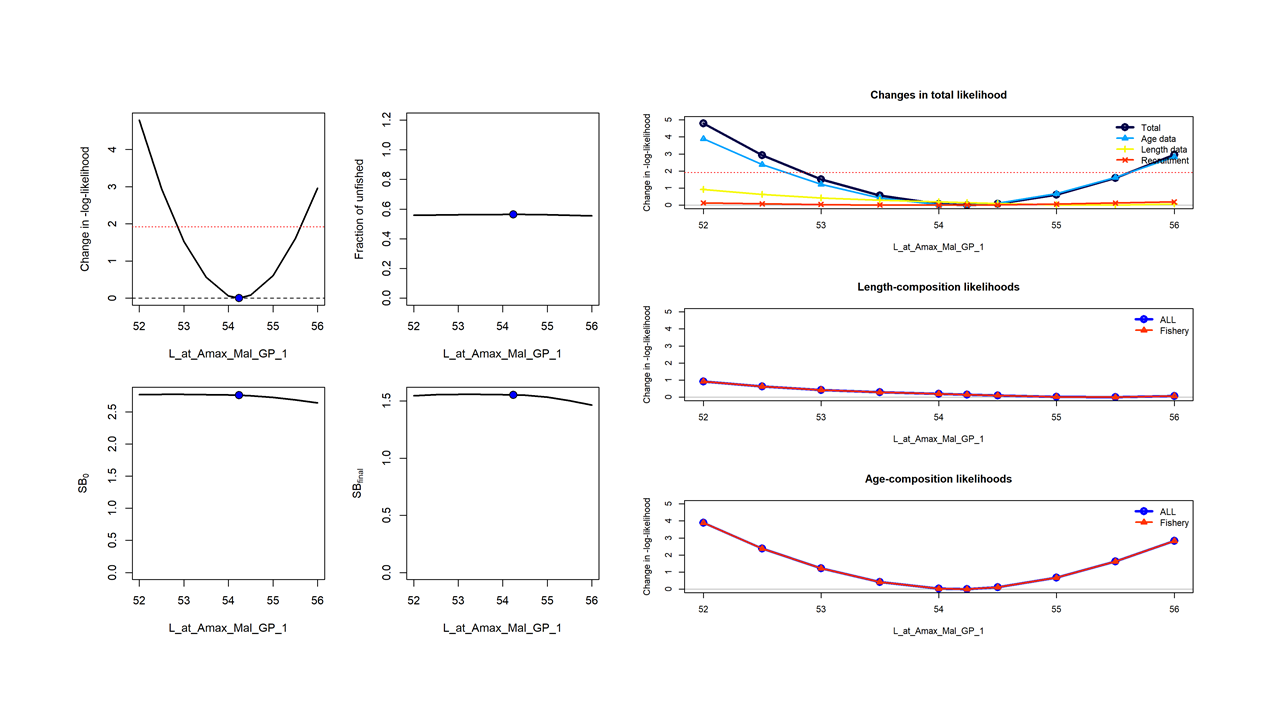 Change in -log-likelihood
0 1 2 3 4
52 53 54 55 56
L_at_Amax_Mal_GP_1
Fraction of unfished
0.0 0.2 0.4 0.6 0.8 1.0 1.2
52 53 54 55 56
L_at_Amax_Mal_GP_1
SB0
0.0 0.5 1.0 1.5 2.0 2.5
52 53 54 55 56
L_at_Amax_Mal_GP_1
SBfinal
0.0 0.5 1.0 1.5
52 53 54 55 56
L_at_Amax_Mal_GP_1
Changes in total likelihood
Change in -log-likelihood
0 1 2 3 4 5
Total
Age data
Length data
Recruitment
52 53 54 55 56
L_at_Amax_Mal_GP_1
Length-composition likelihoods
Change in -log-likelihood
0 1 2 3 4 5
ALL
Fishery
52 53 54 55 56
L_at_Amax_Mal_GP_1
Age-composition likelihoods
Change in -log-likelihood
0 1 2 3 4 5
ALL
Fishery
52 53 54 55 56
L_at_Amax_Mal_GP_1